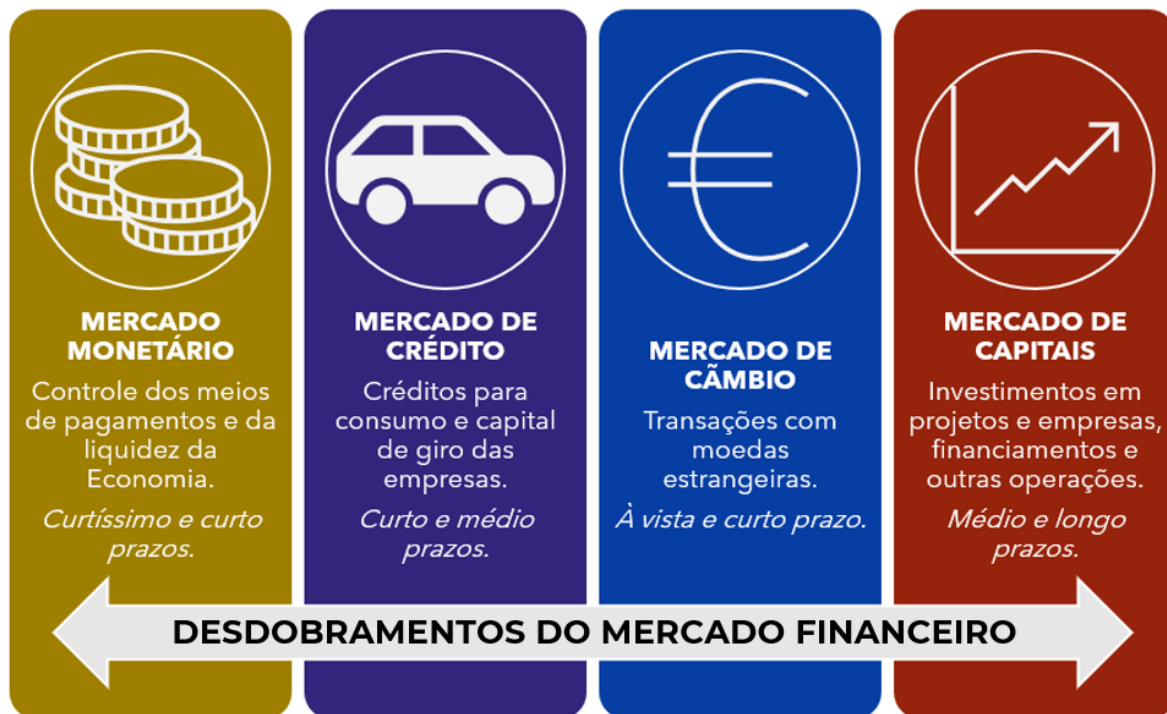 MERCADO
MONETÁRIO
Controle dos meios
de pagamentos e da
liquidez da
Economia.
Curtíssimo e curto
prazos.
MERCADO DE
CRÉDITO
Créditos para
consumo e capital
de giro das
empresas.
Curto e médio
prazos.
MERCADO DE
CÃMBIO
Transações com
moedas
estrangeiras.
À vista e curto prazo.
MERCADO DE
CAPITAIS
Investimentos em
projetos e empresas,
financiamentos e
outras operações.
Médio e longo
prazos.
DESDOBRAMENTOS DO MERCADO FINANCEIRO